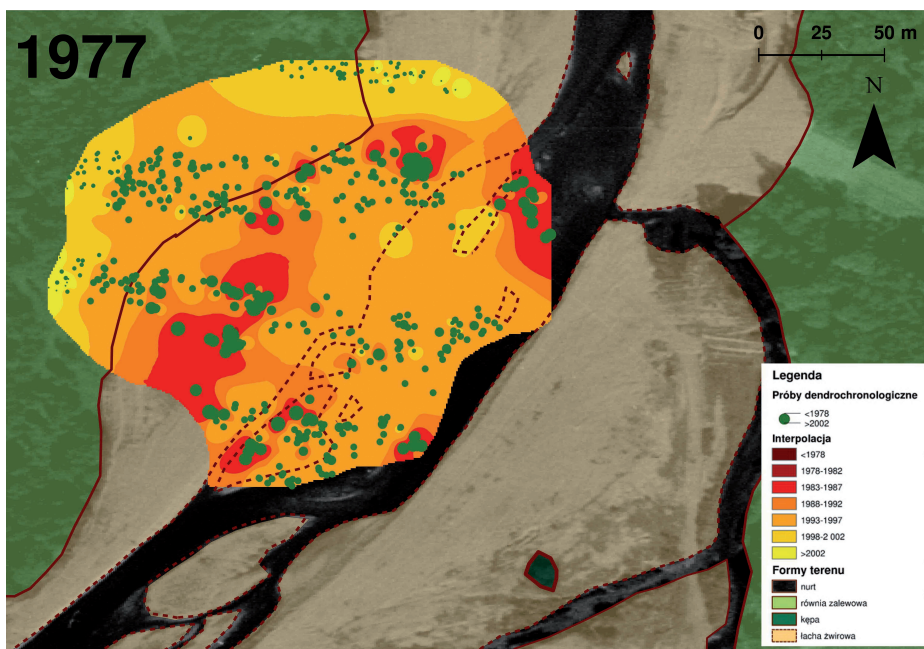 1977
0 25 50 m
N
Legenda
Próby dendrochronologiczne
<1978
>2002
Interpolacja
<1978
1978-1982
1983-1987
1988-1992
1993-1997
1998-2 002
>2002
Formy terenu
nurt
równia zalewowa
kępa
łacha żwirowa